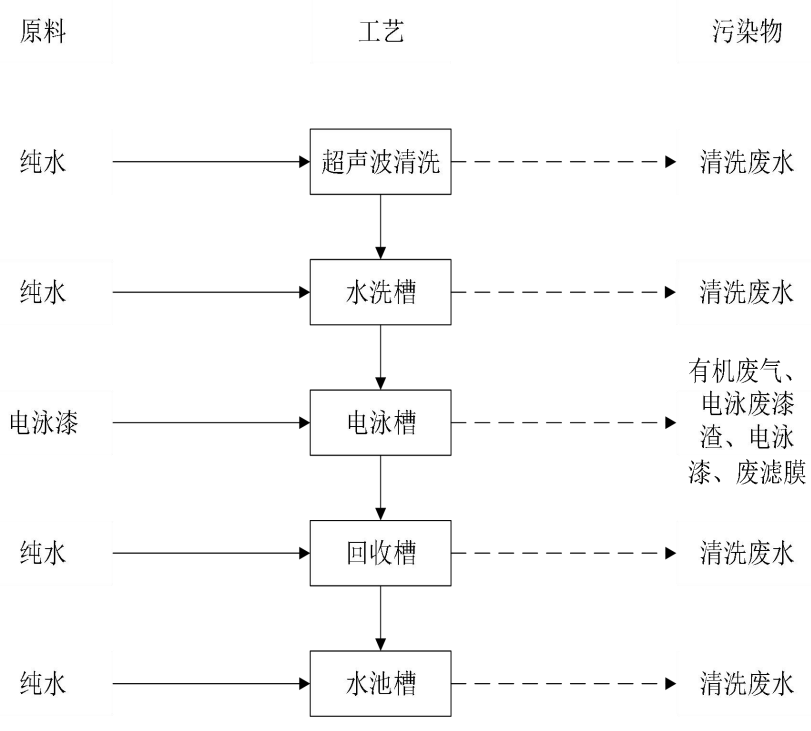 原料 工艺 污染物
纯水 超声波清洗 清洗废水
纯水 水洗槽 清洗废水
电泳漆 电泳槽 有机废气、
电泳废漆
渣、电泳
漆、废滤膜
纯水 回收槽 清洗废水
纯水 水池槽 清洗废水